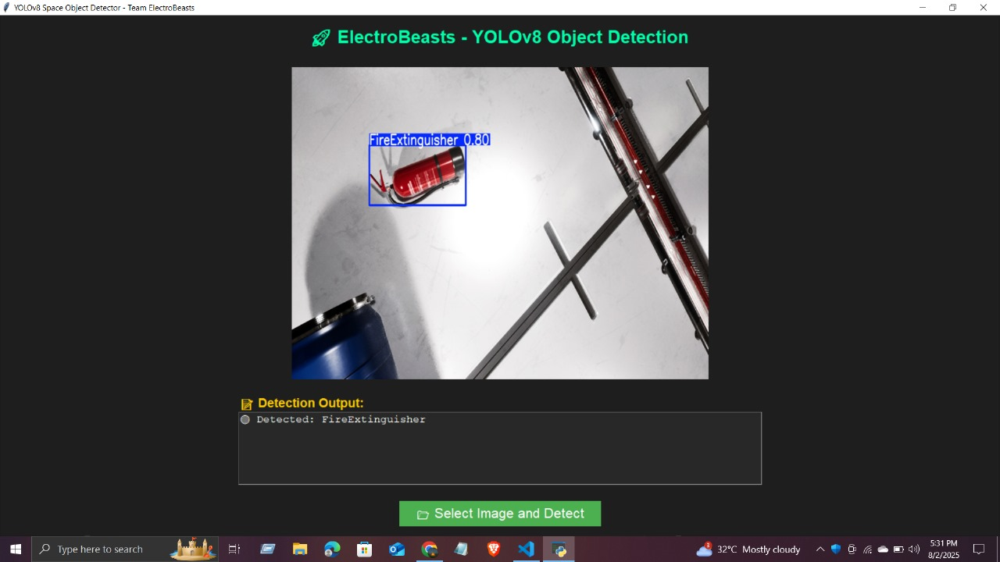 YOLOv8 Space Object Detector - Team ElectroBeasts
ElectroBeasts - YOLOv8 Object Detection
FireExtinguisher 0.80
Detection Output:
Detected: FireExtinguisher
Select Image and Detect
Type here to search
3
32°C Mostly cloudy
5:31 PM
8/2/2025